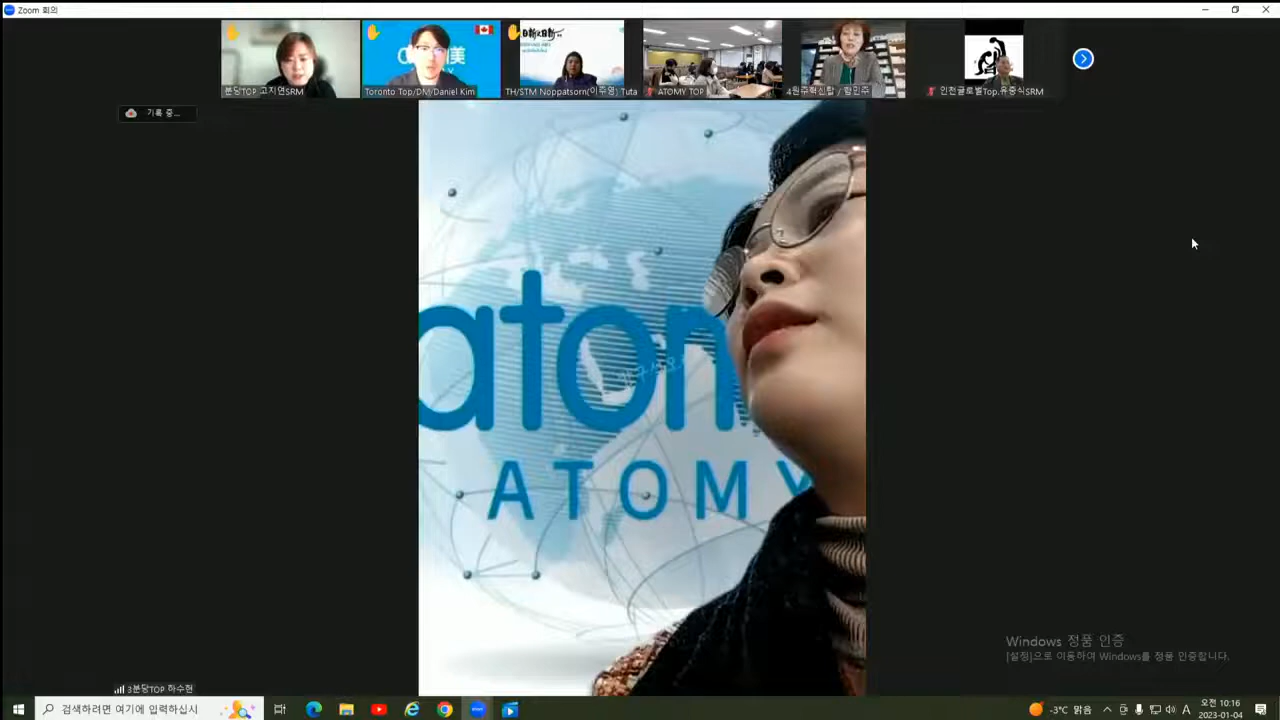 Zoom 회의
분당TOP 고지연SRM
Toronto Top/DM/Daniel Kim
TH/STM Noppatsorn(이주영) Tuta
ATOMY TOP
인천글로벌Top.유중식SRM
기록 중...
atom
ATOMY
Windows 정품 인증
[설정]으로 이동하여 Windows를 정품 인증합니다.
3분당TOP 하수현
검색하려면 여기에 입력하십시
-3°C 맑음
A
오전 10:16
2023-01-04